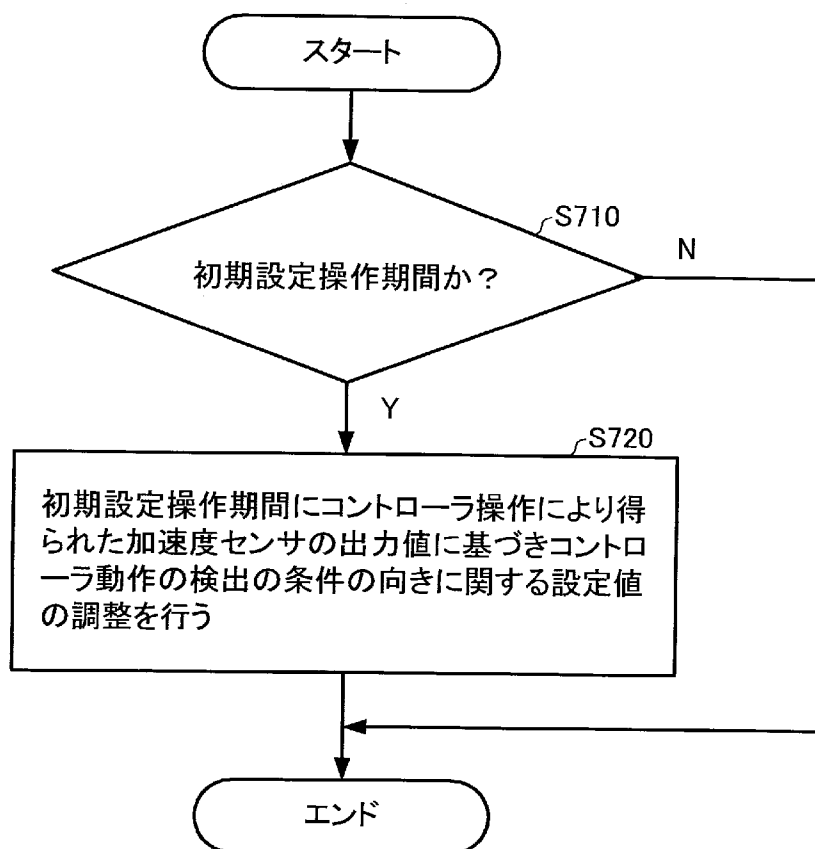 スタート
S710
初期設定操作期間か？
N
Y
S720
初期設定操作期間にコントローラ操作により得
られた加速度センサの出力値に基づきコントロ
ーラ動作の検出の条件の向きに関する設定値
の調整を行う
エンド